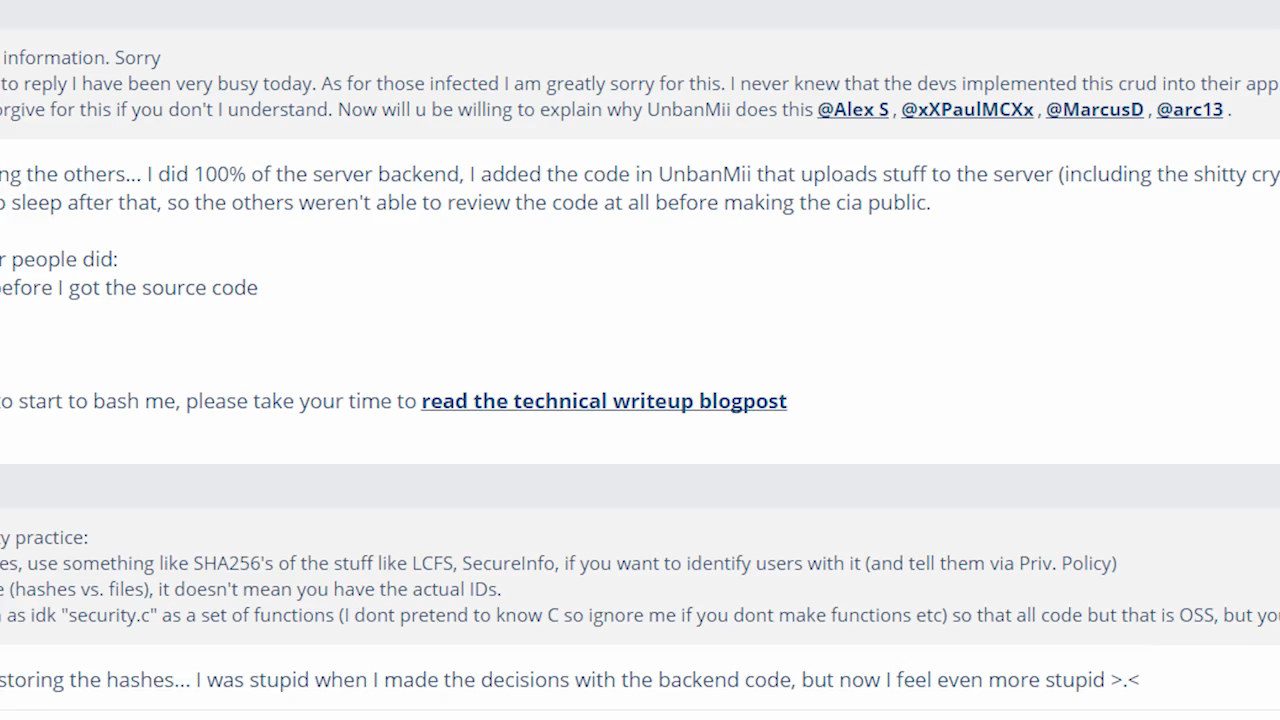 information. Sorry
to reply I have been very busy today. As for those infected I am greatly sorry for this. I never knew that the devs implemented this crud into their app
orgive for this if you don't I understand. Now will u be willing to explain why UnbanMii does this @Alex S , @xXPaulMCXx , @MarcusD , @arc13 .
ng the others... I did 100% of the server backend, I added the code in UnbanMii that uploads stuff to the server (including the shitty cry
o sleep after that, so the others weren't able to review the code at all before making the cia public.
r people did:
before I got the source code
to start to bash me, please take your time to read the technical writeup blogpost
ty practice:
es, use something like SHA256's of the stuff like LCFS, SecureInfo, if you want to identify users with it (and tell them via Priv. Policy)
e (hashes vs. files), it doesn't mean you have the actual IDs.
as idk "security.c" as a set of functions (I dont pretend to know C so ignore me if you dont make functions etc) so that all code but that is OSS, but yo
storing the hashes... I was stupid when I made the decisions with the backend code, but now I feel even more stupid >.<